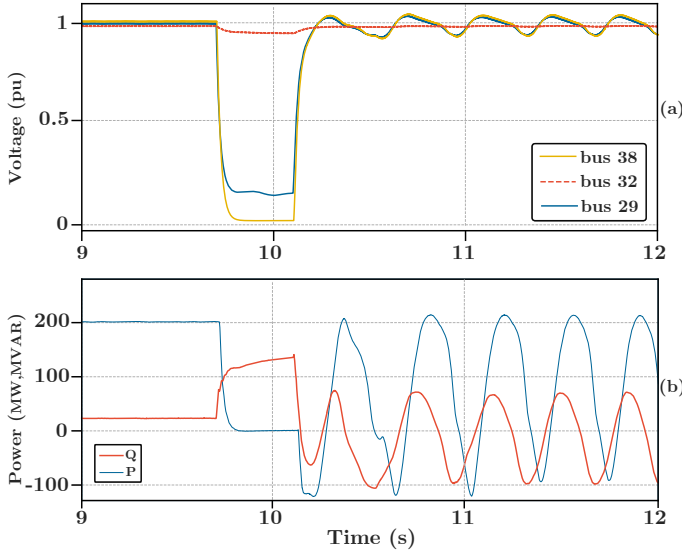 1
0.5
0
Voltage (pu)
(a)
bus 38
bus 32
bus 29
9
10
11
12
200
100
0
-100
Power (MW,MVAR)
(b)
Q
P
9
10
11
12
Time (s)